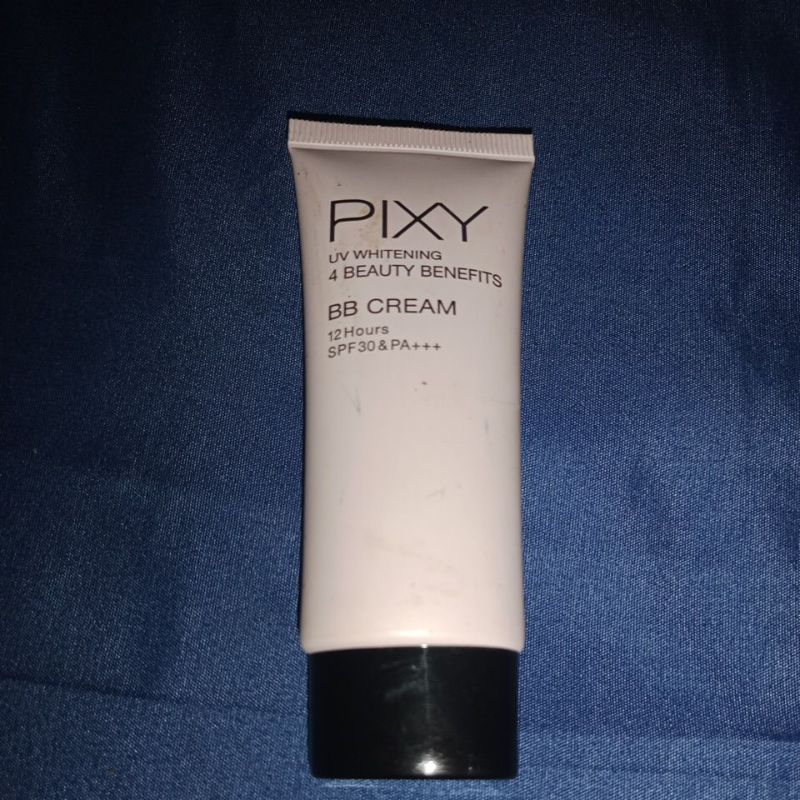 PIXY
UV WHITENING
4 BEAUTY BENEFITS
BB CREAM
12 Hours
SPF30&PA+++